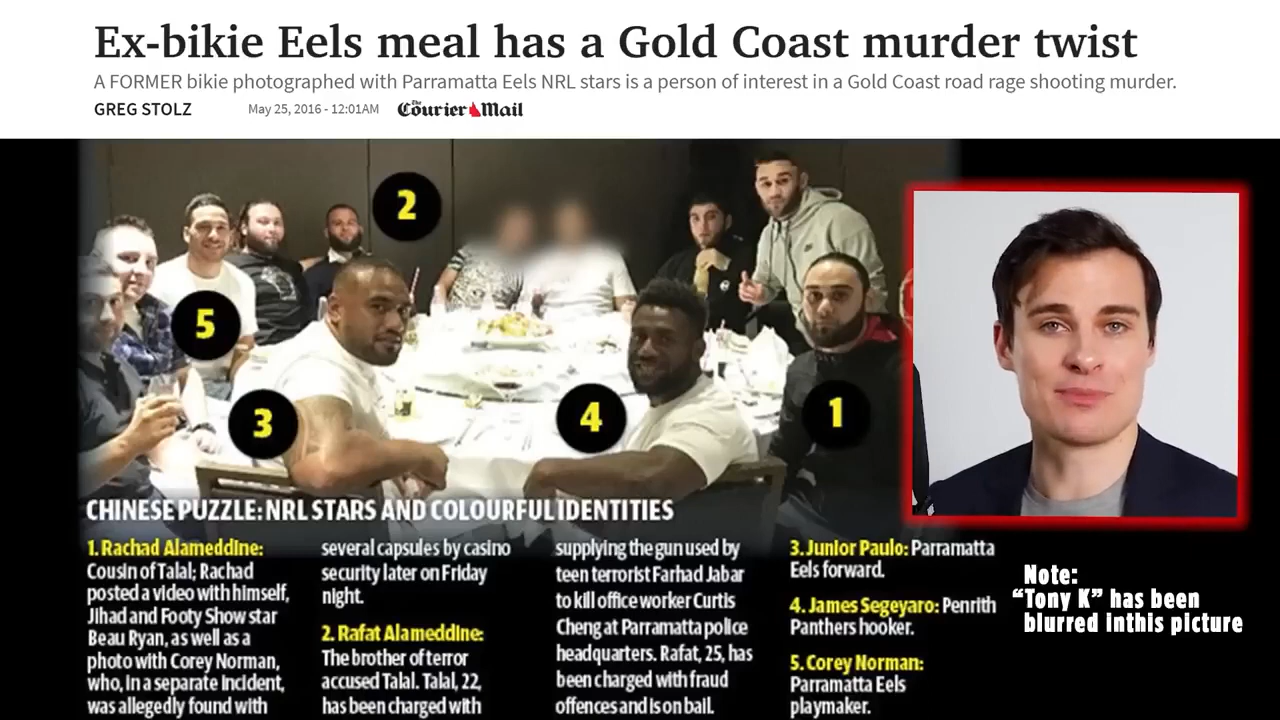 Ex-bikie Eels meal has a Gold Coast murder twist
A FORMER bikie photographed with Parramatta Eels NRL stars is a person of interest in a Gold Coast road rage shooting murder.
GREG STOLZ May 25, 2016 - 12:01AM The Courier Mail
2
5
3
4
1
CHINESE PUZZLE: NRL STARS AND COLOURFUL IDENTITIES
1. Rachad Alameddine:
Cousin of Talal; Rachad
posted a video with himself,
Jihad and Footy Show star
Beau Ryan, as well as a
photo with Corey Norman,
who, in a separate incident,
was allegedly found with
several capsules by casino
security later on Friday
night.
2. Rafat Alameddine:
The brother of terror
accused Talal. Talal, 22,
has been charged with
supplying the gun used by
teen terrorist Farhad Jabar
to kill office worker Curtis
Cheng at Parramatta police
headquarters. Rafat, 25, has
been charged with fraud
offences and is on bail.
3. Junior Paulo: Parramatta
Eels forward.
4. James Segeyaro: Penrith
Panthers hooker.
5. Corey Norman:
Parramatta Eels
playmaker.
Note:
“Tony K” has been
blurred inthis picture